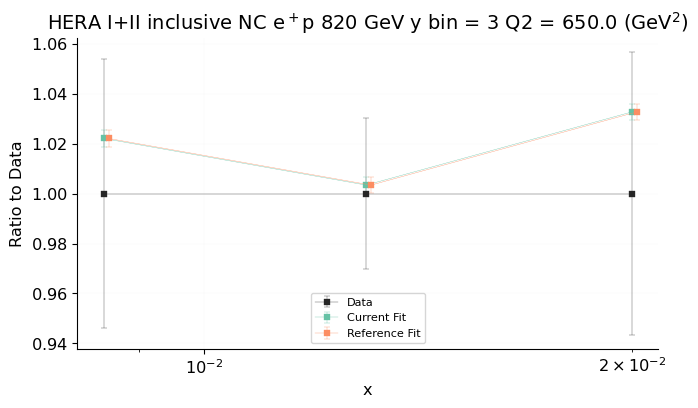 HERA I+II inclusive NC e⁺p 820 GeV y bin = 3 Q2 = 650.0 (GeV²)
Ratio to Data
1.06
1.04
1.02
1.00
0.98
0.96
0.94
Data
Current Fit
Reference Fit
10⁻²
2 × 10⁻²
x